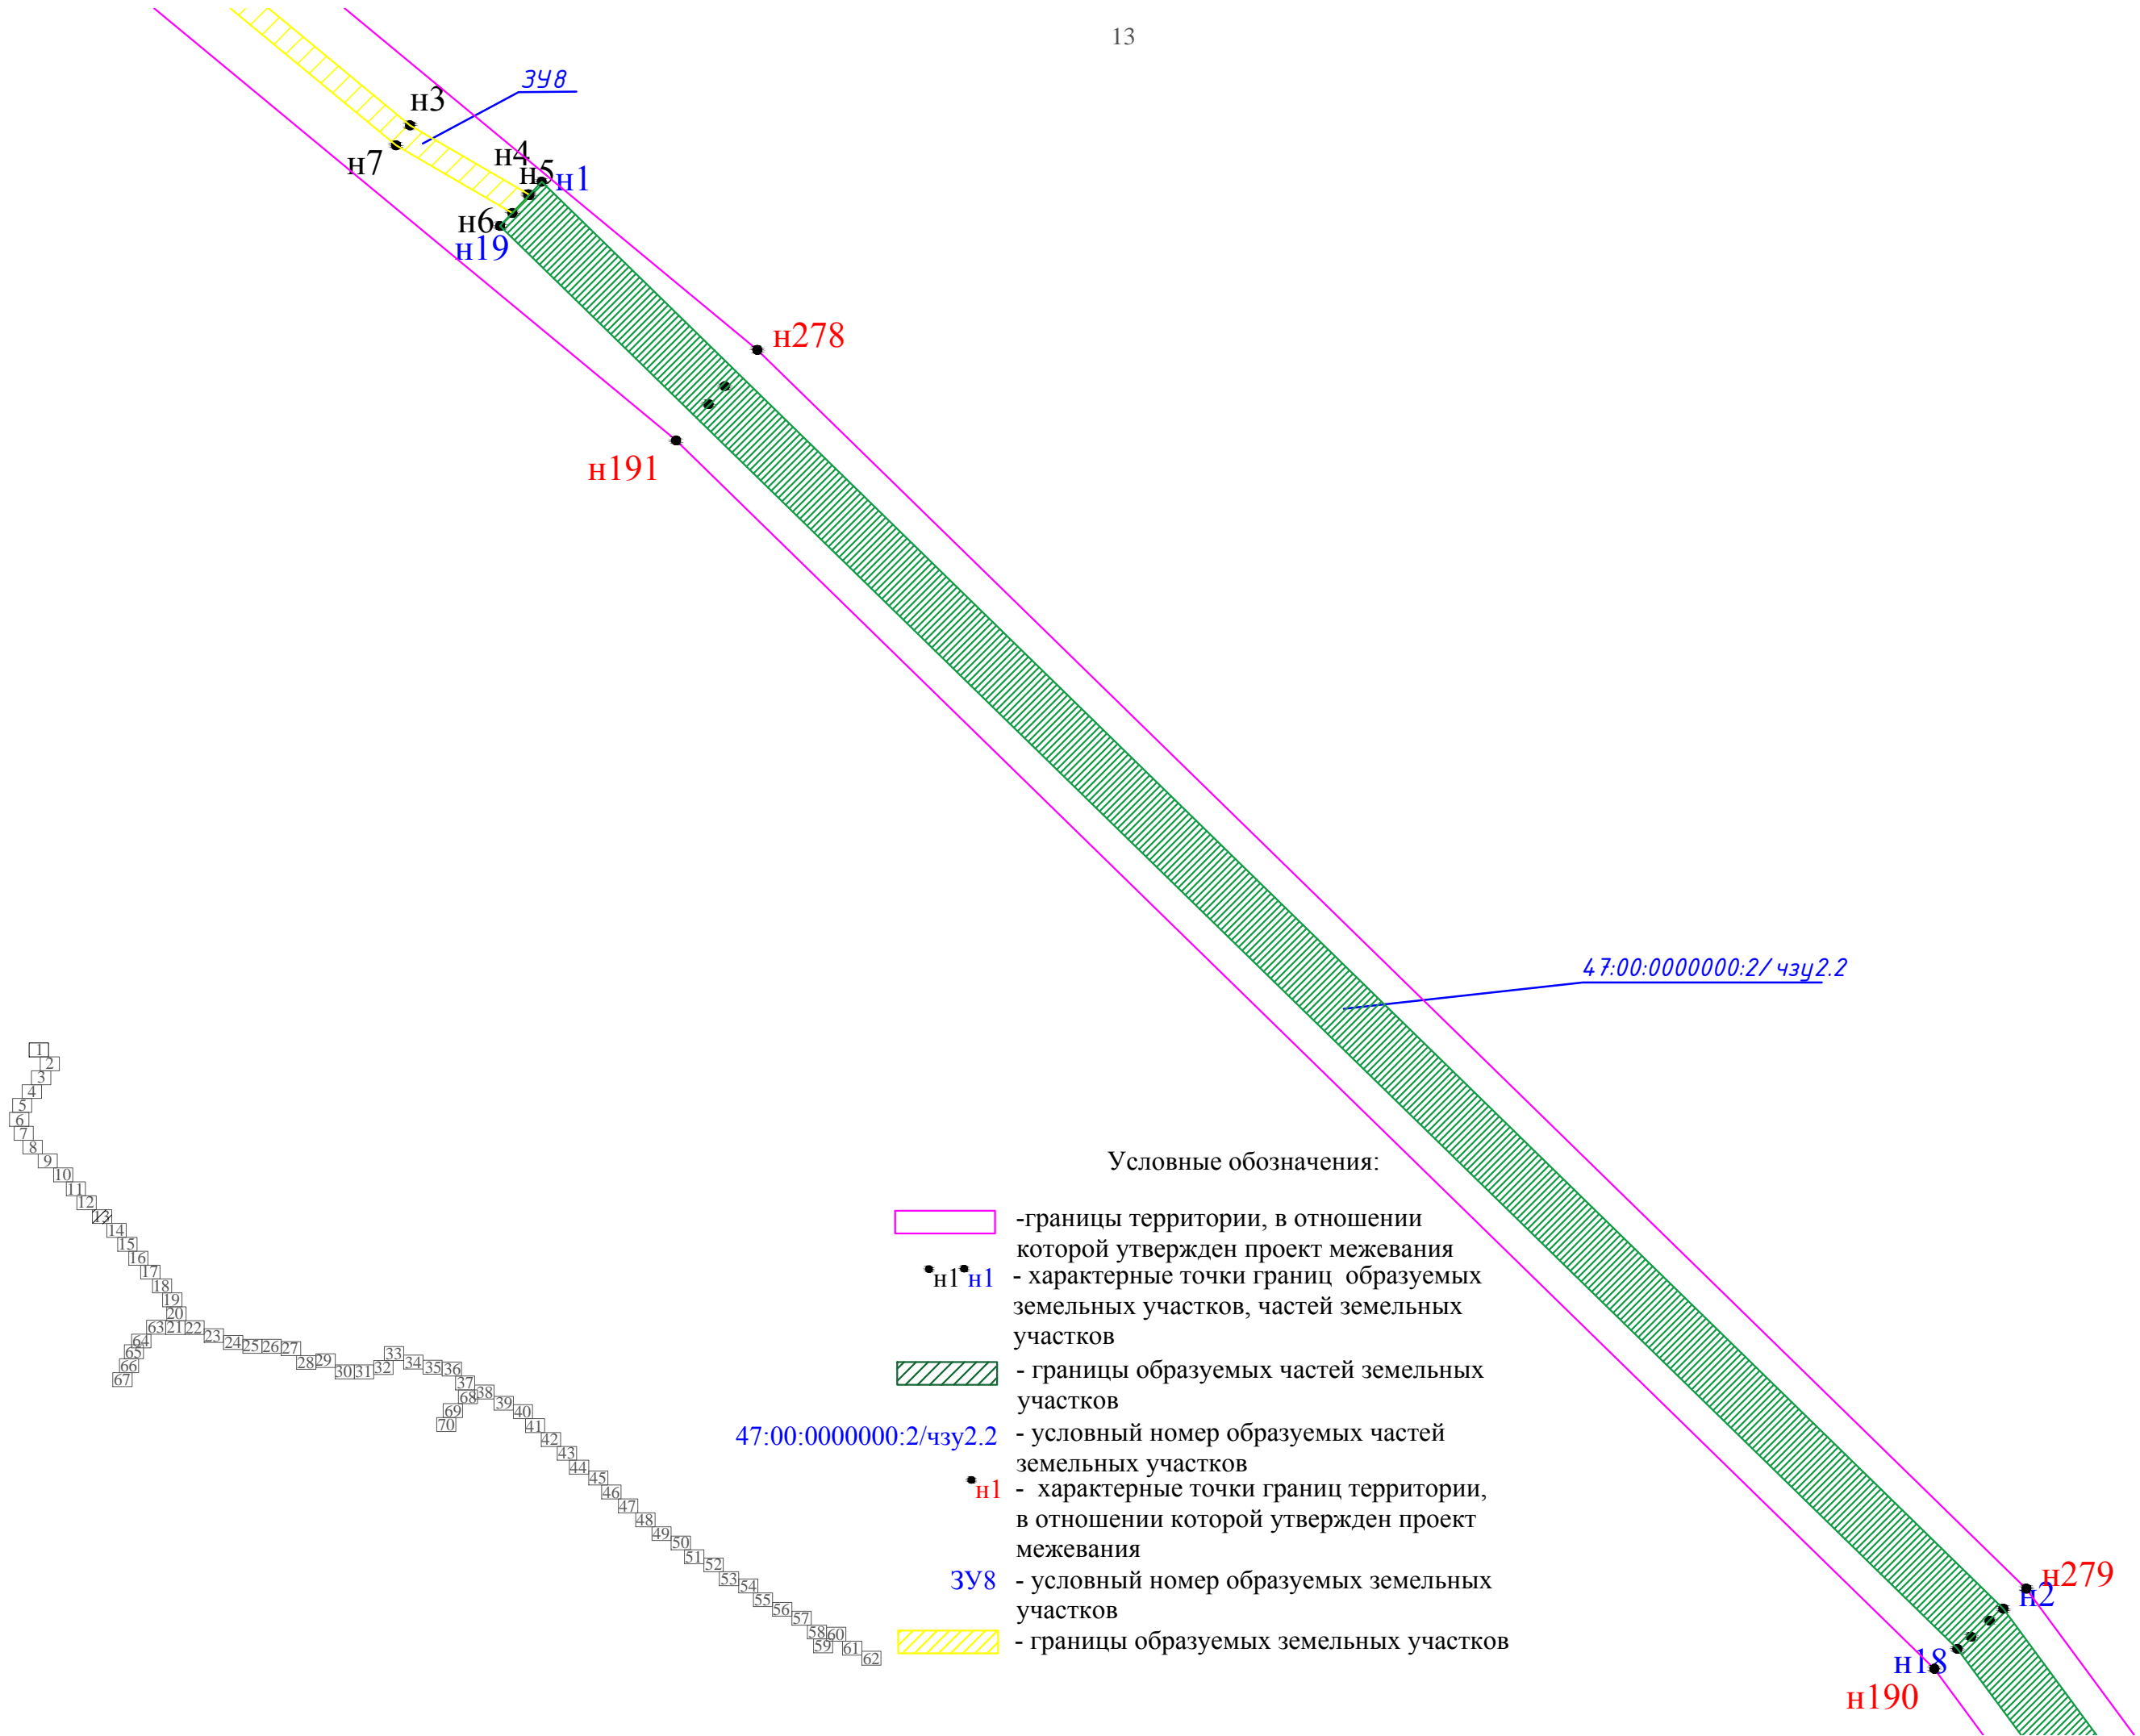 13
ЗУ8
н3
н4
н5
н1
н7
н6
н19
н278
н191
47:00:0000000:2/чзу2.2
1
2
3
4
5
6
7
8
9
10
11
12
13
14
15
16
17
18
19
20
63 21 22
23
24
25 26 27
28 29
30 31 32
33
34
35 36
37
64
65
66
67
68 38
39
40
69
70
41
42
43
44
45
46
47
48
49
50
51
52
53
54
55
56
57
58 60
59
61
62
Условные обозначения:
-границы территории, в отношении
которой утвержден проект межевания
н1 н1 - характерные точки границ образуемых
земельных участков, частей земельных
участков
- границы образуемых частей земельных
участков
47:00:0000000:2/чзу2.2 - условный номер образуемых частей
земельных участков
н1 - характерные точки границ территории,
в отношении которой утвержден проект
межевания
ЗУ8 - условный номер образуемых земельных
участков
- границы образуемых земельных участков
н279
н2
н18
н190